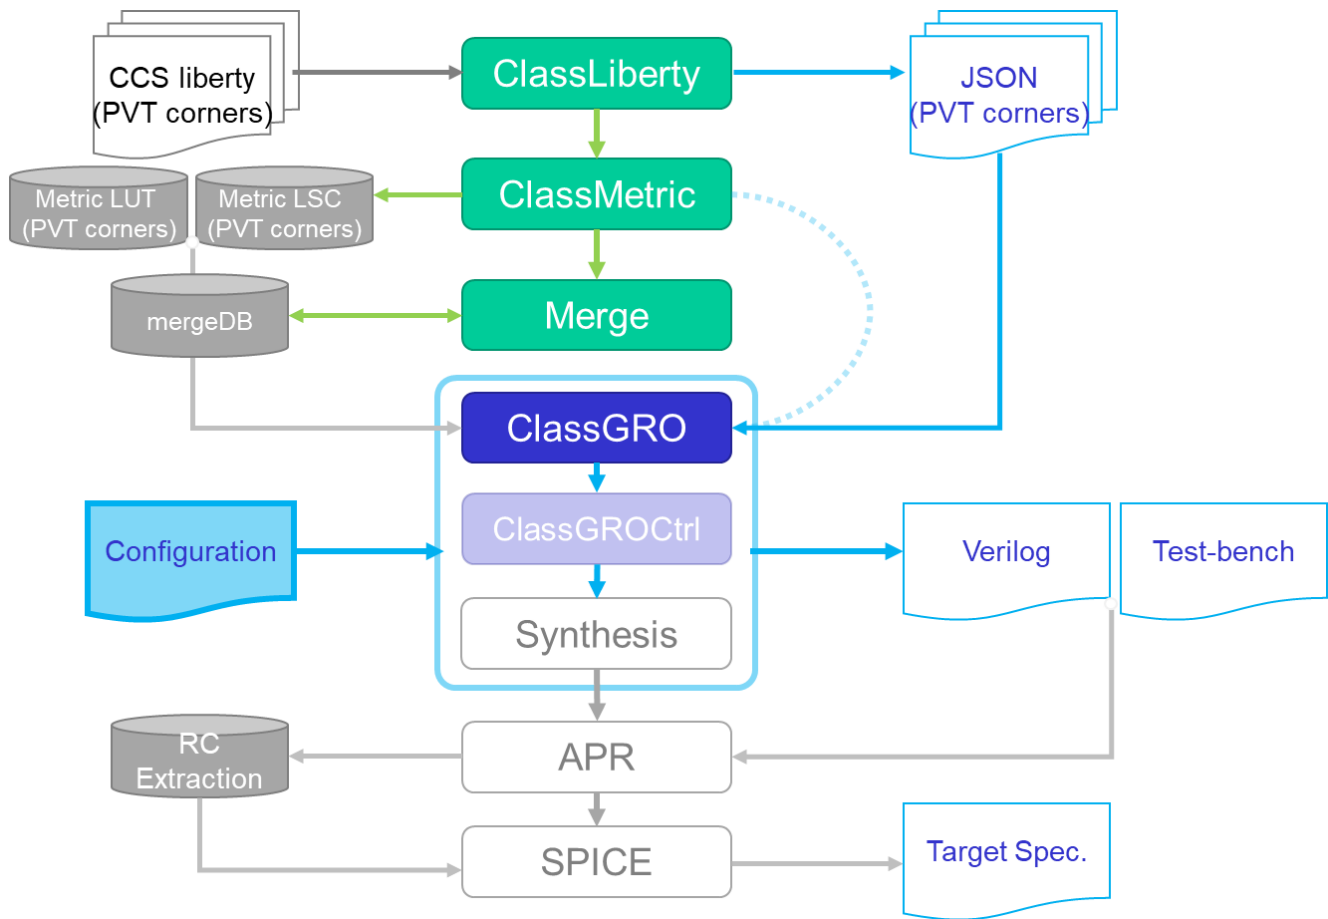 CCS liberty
(PVT corners)
ClassLiberty
JSON
(PVT corners)
Metric LUT
(PVT corners)
Metric LSC
(PVT corners)
ClassMetric
mergeDB
Merge
ClassGRO
Configuration
ClassGROCtrl
Verilog
Test-bench
Synthesis
RC
Extraction
APR
SPICE
Target Spec.